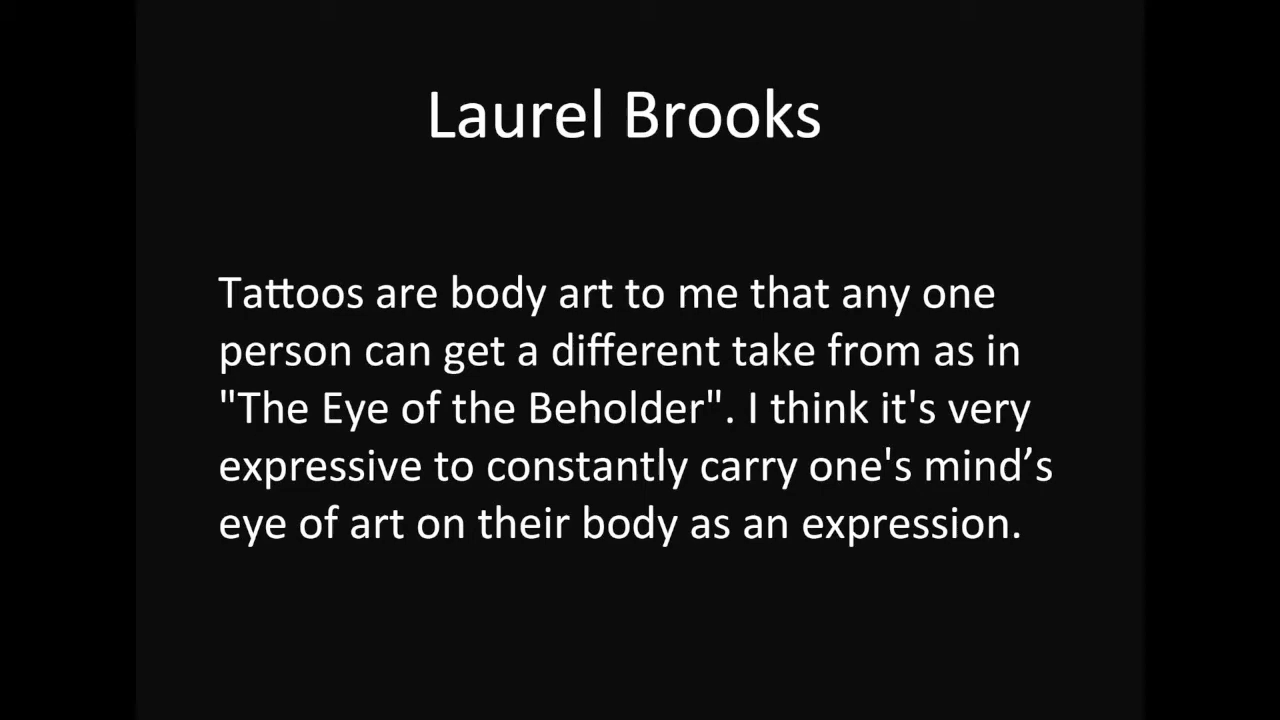 Laurel Brooks
Tattoos are body art to me that any one
person can get a different take from as in
"The Eye of the Beholder". I think it's very
expressive to constantly carry one's mind’s
eye of art on their body as an expression.